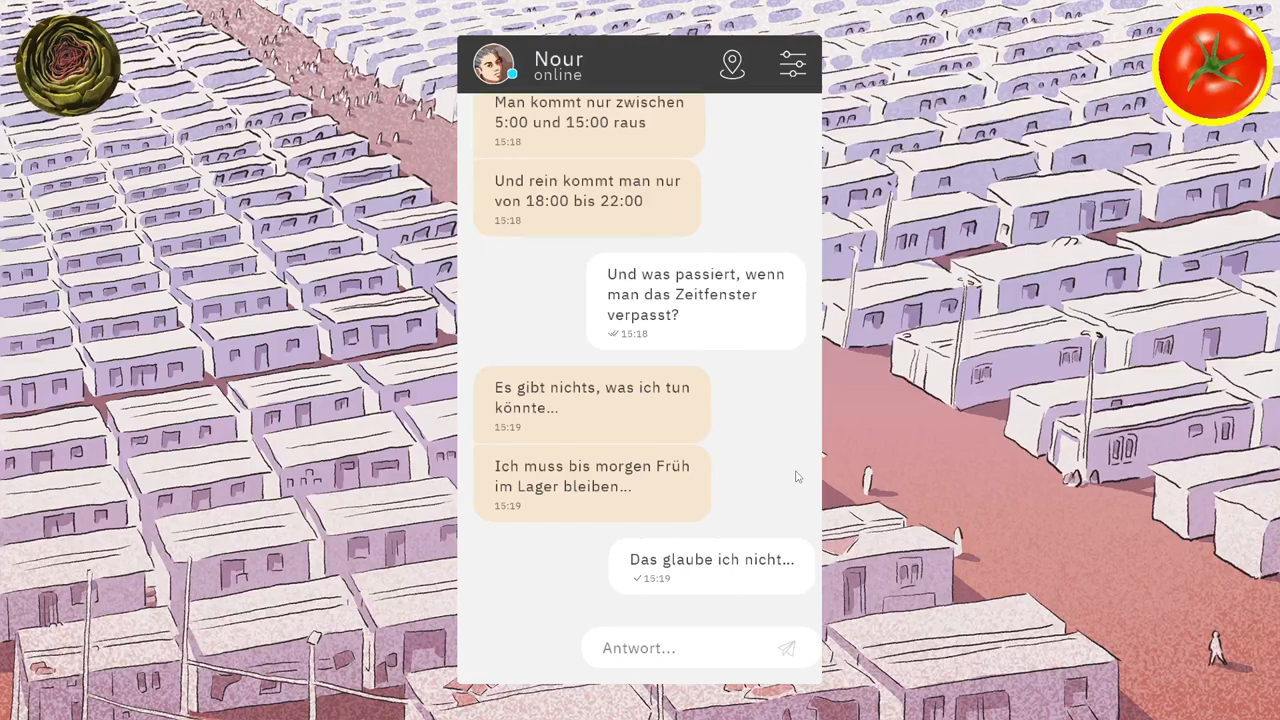 Nour
online
Man kommt nur zwischen
5:00 und 15:00 raus
15:18
Und rein kommt man nur
von 18:00 bis 22:00
15:18
Und was passiert, wenn
man das Zeitfenster
verpasst?
15:18
Es gibt nichts, was ich tun
könnte...
15:19
Ich muss bis morgen Früh
im Lager bleiben...
15:19
Das glaube ich nicht...
15:19
Antwort...